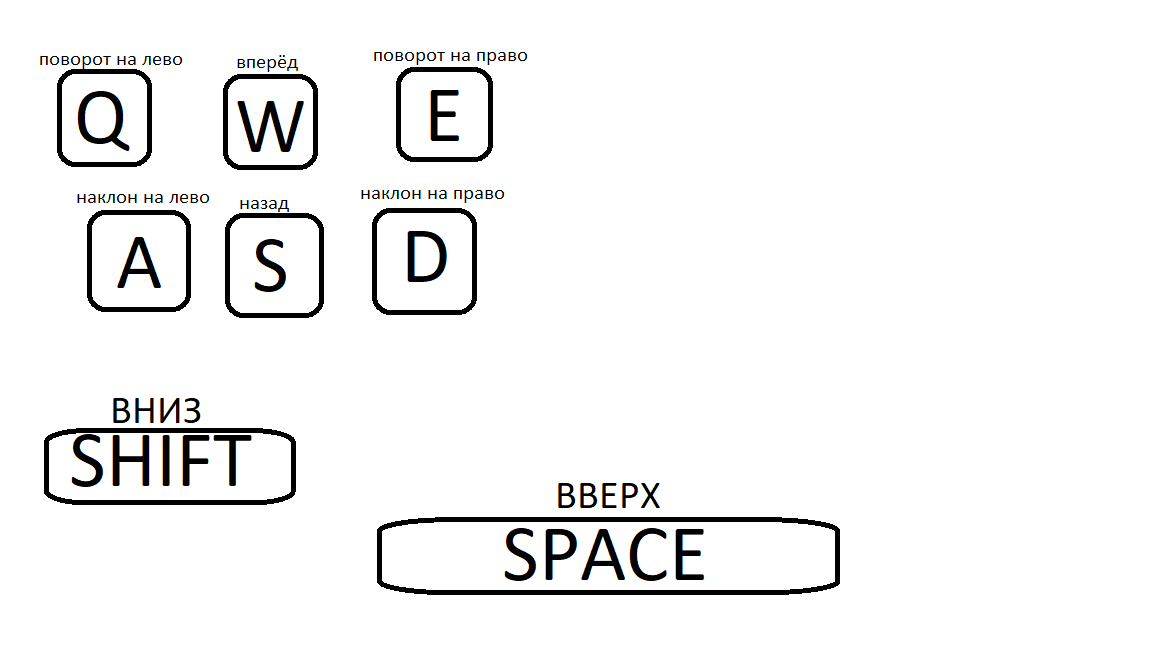 поворот на лево
вперёд
поворот на право
Q
W
E
наклон на лево
назад
наклон на право
A
S
D
ВНИЗ
SHIFT
ВВЕРХ
SPACE